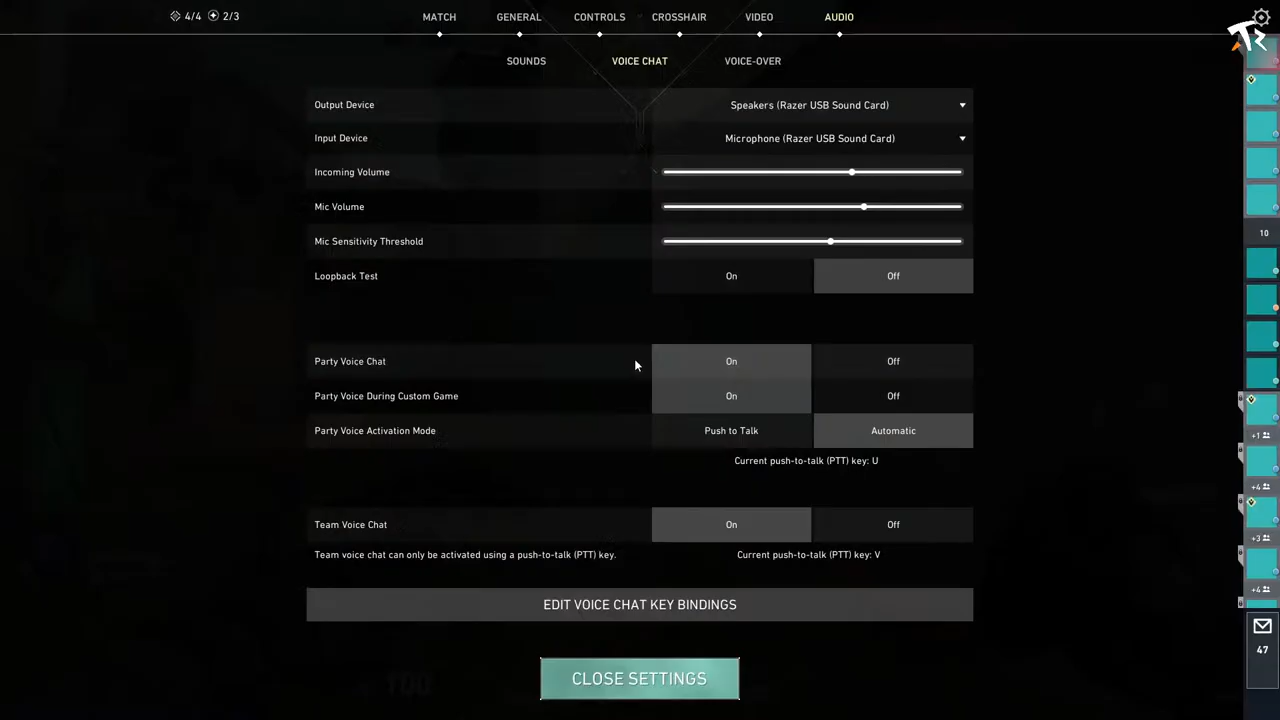 4/4 2/3
MATCH GENERAL CONTROLS CROSSHAIR VIDEO AUDIO
SOUNDS VOICE CHAT VOICE-OVER
Output Device Speakers (Razer USB Sound Card)
Input Device Microphone (Razer USB Sound Card)
Incoming Volume
Mic Volume
Mic Sensitivity Threshold
Loopback Test On Off
Party Voice Chat On Off
Party Voice During Custom Game On Off
Party Voice Activation Mode Push to Talk Automatic
Current push-to-talk (PTT) key: U
Team Voice Chat On Off
Team voice chat can only be activated using a push-to-talk (PTT) key. Current push-to-talk (PTT) key: V
EDIT VOICE CHAT KEY BINDINGS
CLOSE SETTINGS
10
+1
+4
+3
+4
47